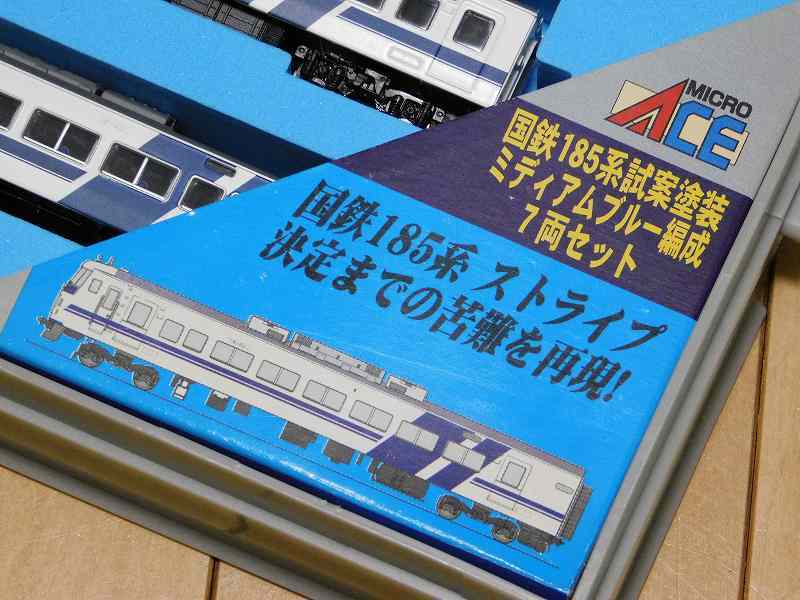 MICRO
ACE
国鉄185系試案塗装
ミディアムブルー編成
7両セット
国鉄185系 ストライプ
決定までの苦難を再現!